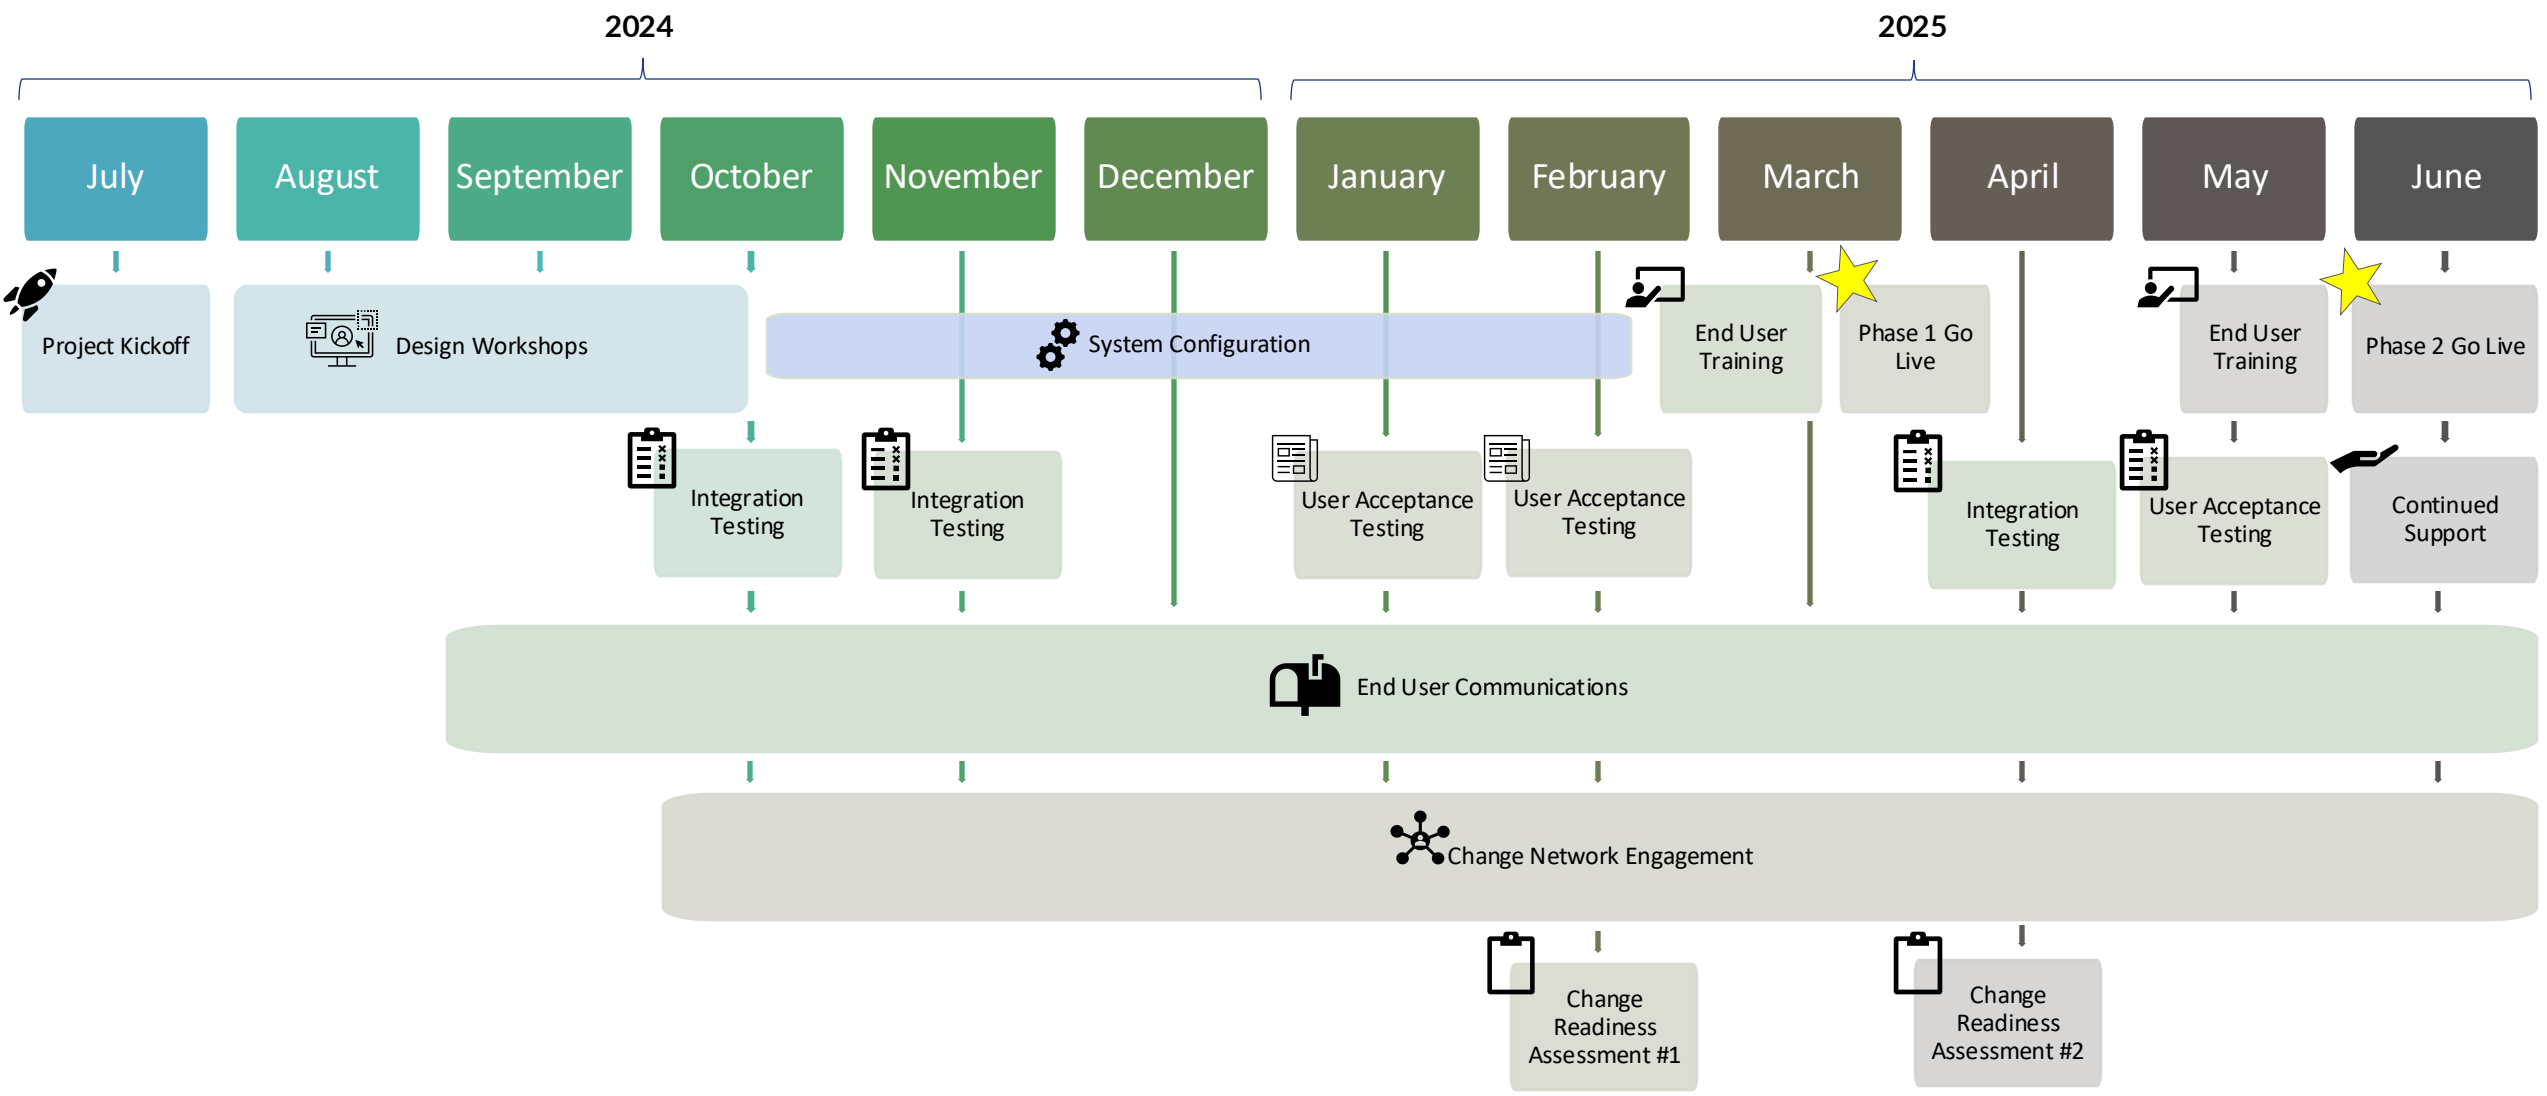 2024
2025
July
August
September
October
November
December
January
February
March
April
May
June
Project Kickoff
Design Workshops
System Configuration
End User
Training
Phase 1 Go
Live
End User
Training
Phase 2 Go Live
Integration
Testing
Integration
Testing
User Acceptance
Testing
User Acceptance
Testing
Integration
Testing
User Acceptance
Testing
Continued
Support
End User Communications
Change Network Engagement
Change
Readiness
Assessment #1
Change
Readiness
Assessment #2